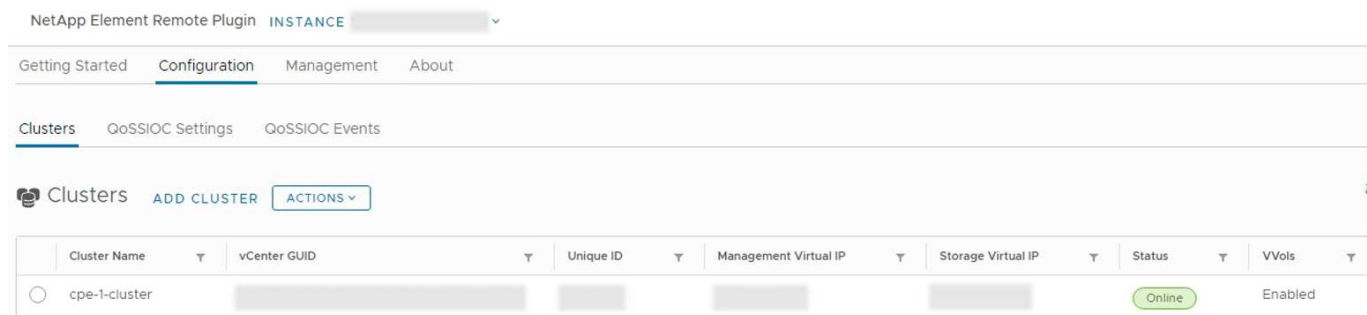 NetApp Element Remote Plugin INSTANCE
Getting Started Configuration Management About
Clusters QoSSIOC Settings QoSSIOC Events
Clusters ADD CLUSTER ACTIONS
Cluster Name vCenter GUID Unique ID Management Virtual IP Storage Virtual IP Status VVols
cpe-1-cluster Online Enabled